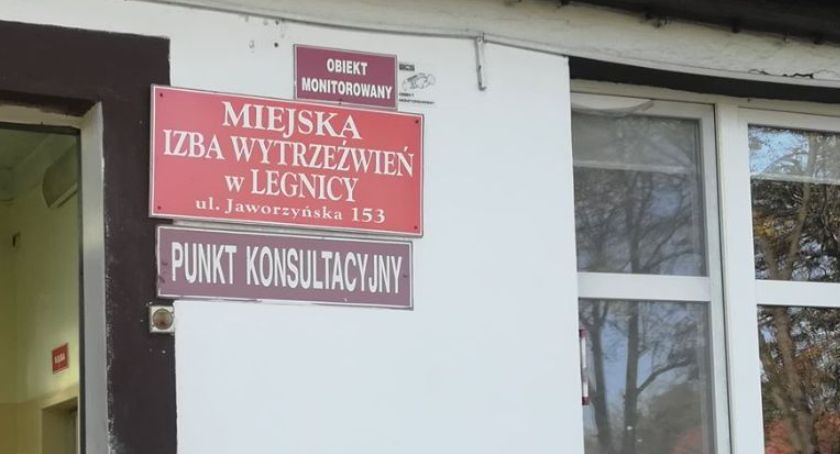 OBIEKT
MONITOROWANY
MIEJSKA
IZBA WYTRZEŹWIEŃ
w LEGNICY
ul. Jaworzyńska 153
PUNKT KONSULTACYJNY